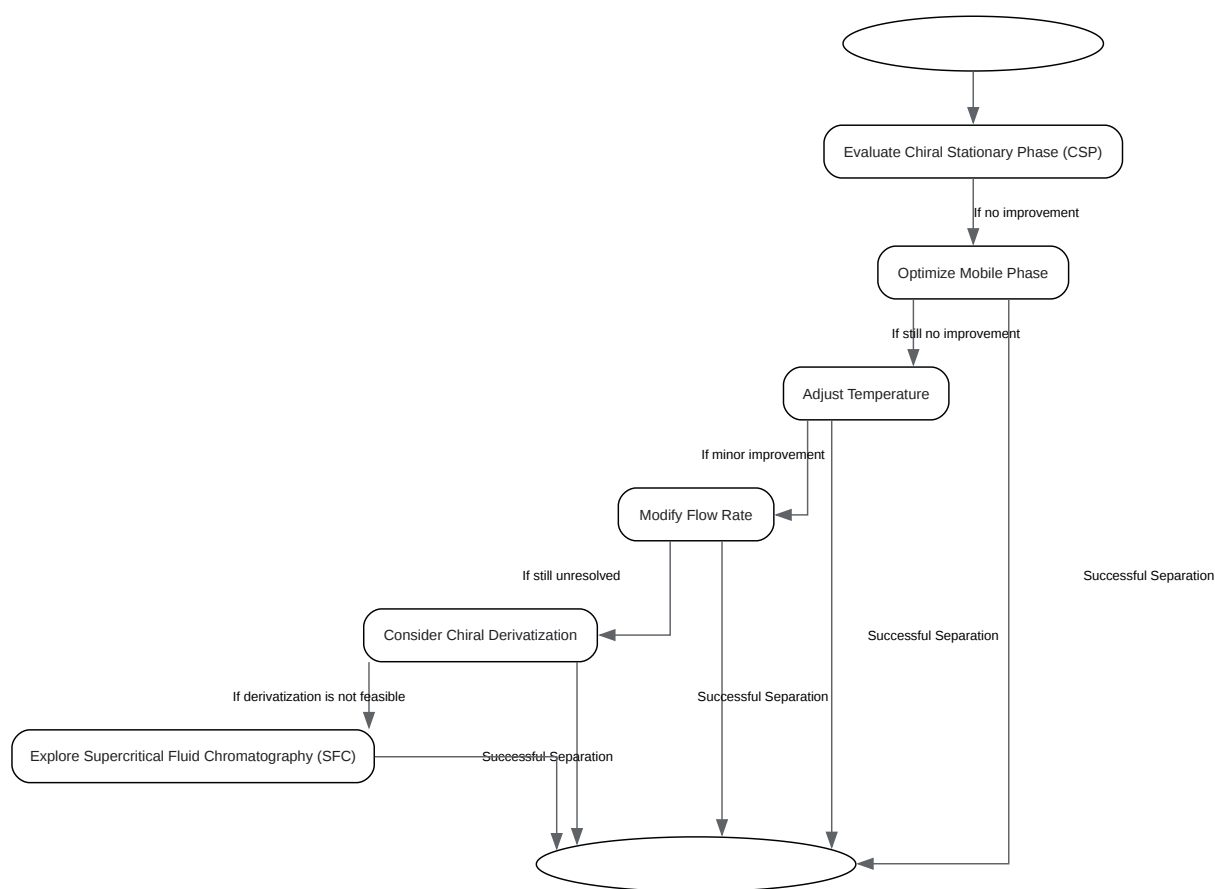 Evaluate Chiral Stationary Phase (CSP)
If no improvement
Optimize Mobile Phase
If still no improvement
Adjust Temperature
If minor improvement
Modify Flow Rate
If still unresolved
Successful Separation
Consider Chiral Derivatization
Successful Separation
If derivatization is not feasible
Successful Separation
Explore Supercritical Fluid Chromatography (SFC)
Successful Separation